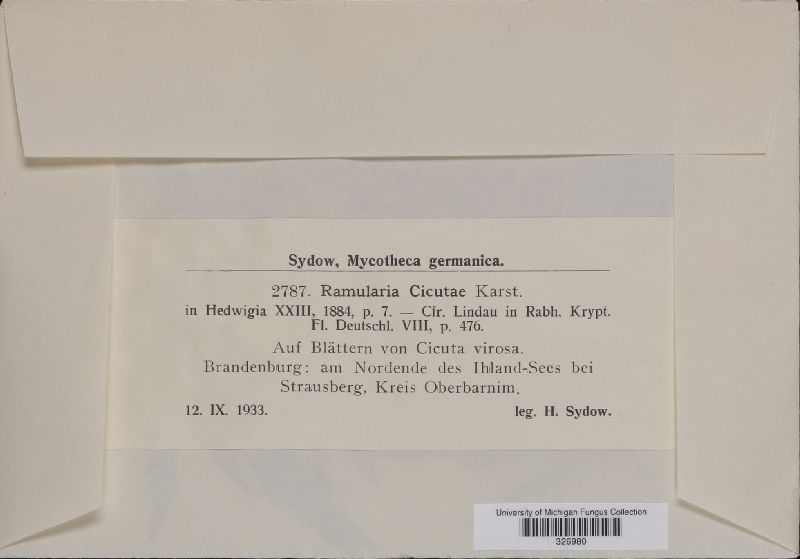 Sydow, Mycotheca germanica.
2787. Ramularia Cicutae Karst.
in Hedwigia XXIII, 1884, p. 7. — Cfr. Lindau in Rabh. Krypt.
Fl. Deutschl. VIII, p. 476.
Auf Blättern von Cicuta virosa.
Brandenburg: am Nordende des Ihland-Sees bei
Strausberg, Kreis Oberbarnim.
12. IX. 1933. leg. H. Sydow.
University of Michigan Fungus Collection
326980